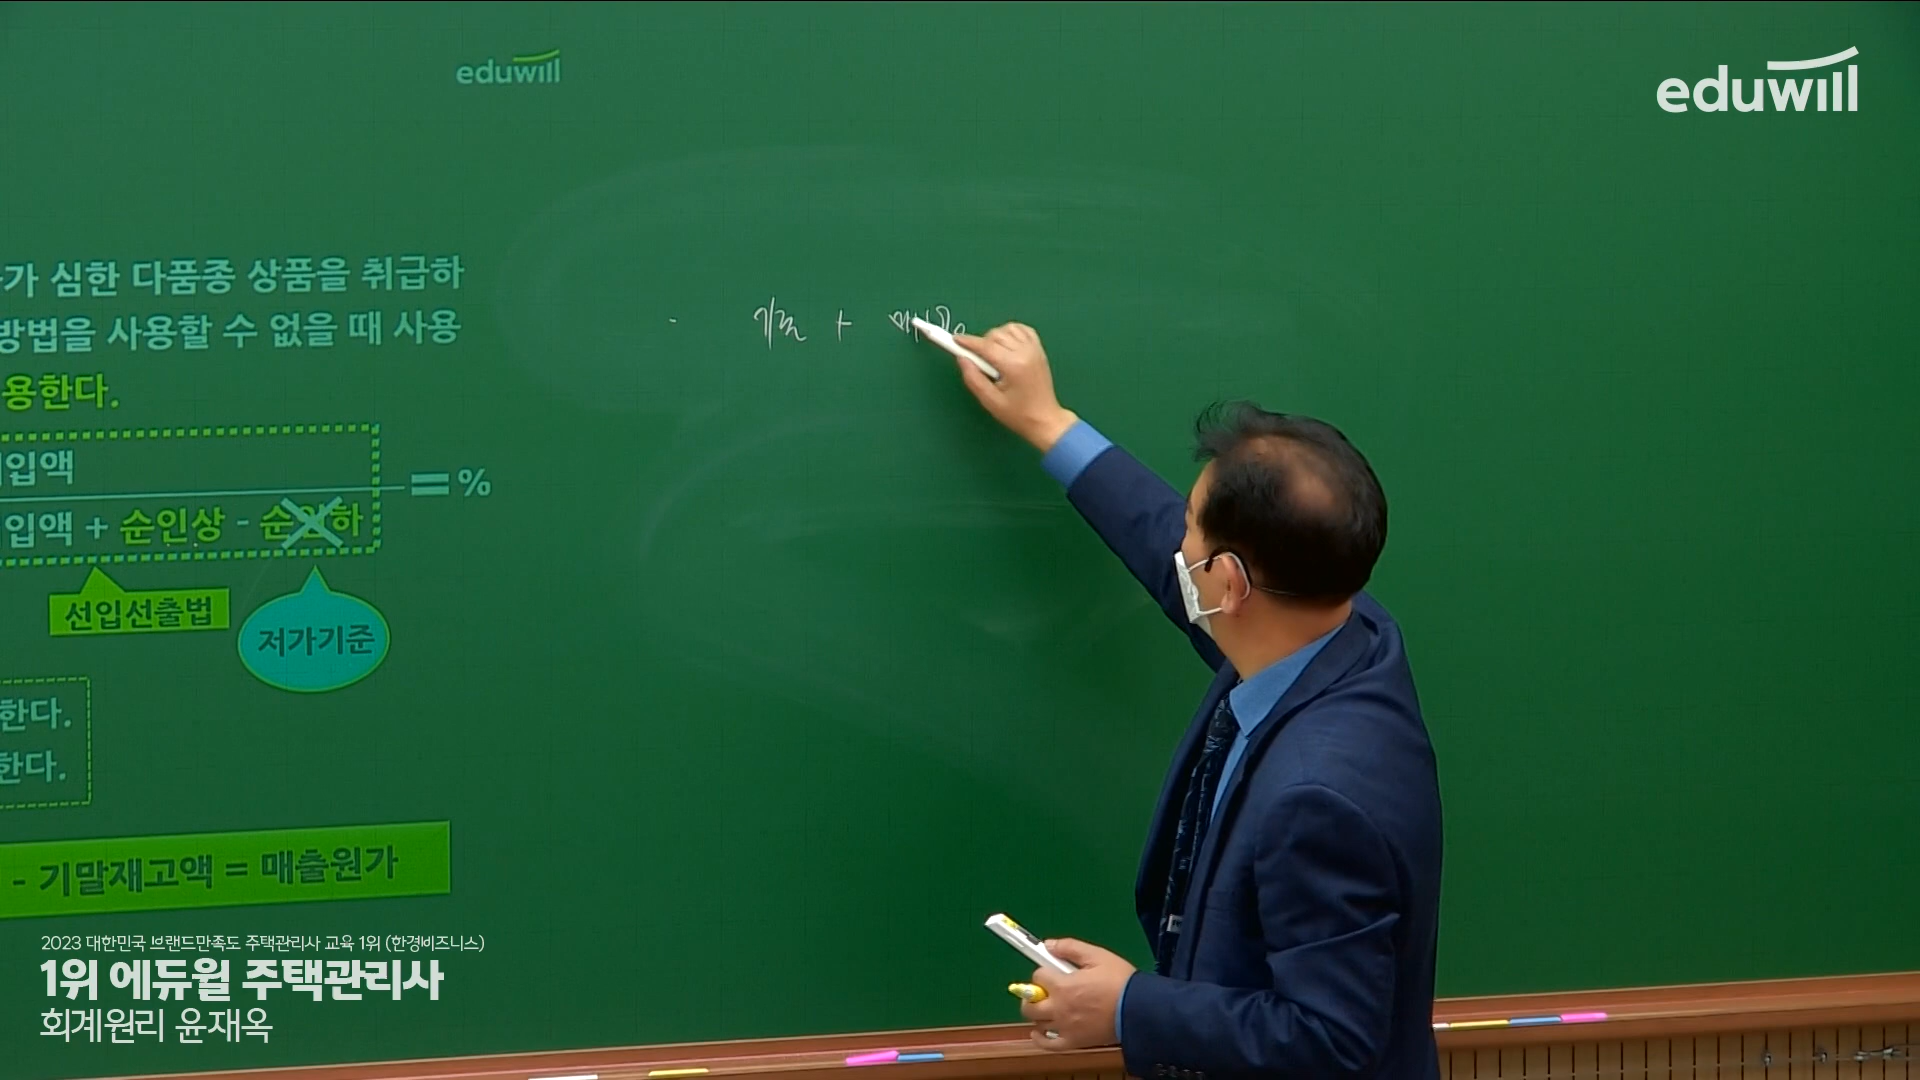 eduwill
eduwill
가 심한 다품종 상품을 취급하
방법을 사용할 수 없을 때 사용
용한다.
입액
= %
입액 + 순인상 - 순인하
선입선출법
저가기준
한다.
한다.
- 기말재고액 = 매출원가
기초 + 매입
2023 대한민국 브랜드만족도 주택관리사 교육 1위 (한경비즈니스)
1위 에듀윌 주택관리사
회계원리 윤재옥